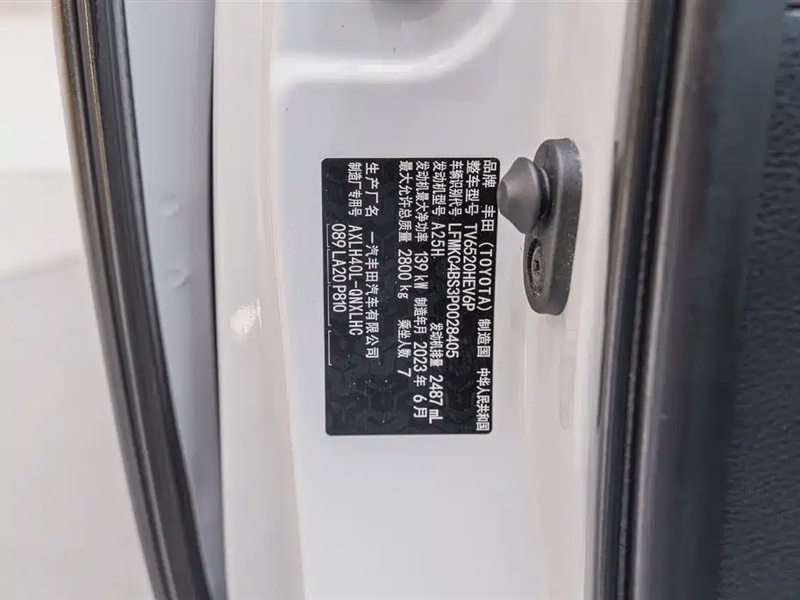 品牌 丰田 (TOYOTA) 制造国 中华人民共和国
整车型号 TV6520HEV6P
车辆识别代号 LFMKC4BS3P0028405
发动机型号 A25H 发动机排量 2487 mL
发动机最大净功率 139 kW 制造年月 2023 年 6 月
最大允许总质量 2800 kg 乘坐人数 7
生产厂名 一汽丰田汽车有限公司
制造厂专用号 AXLH40L-QNXLHC
089 LA20 P810